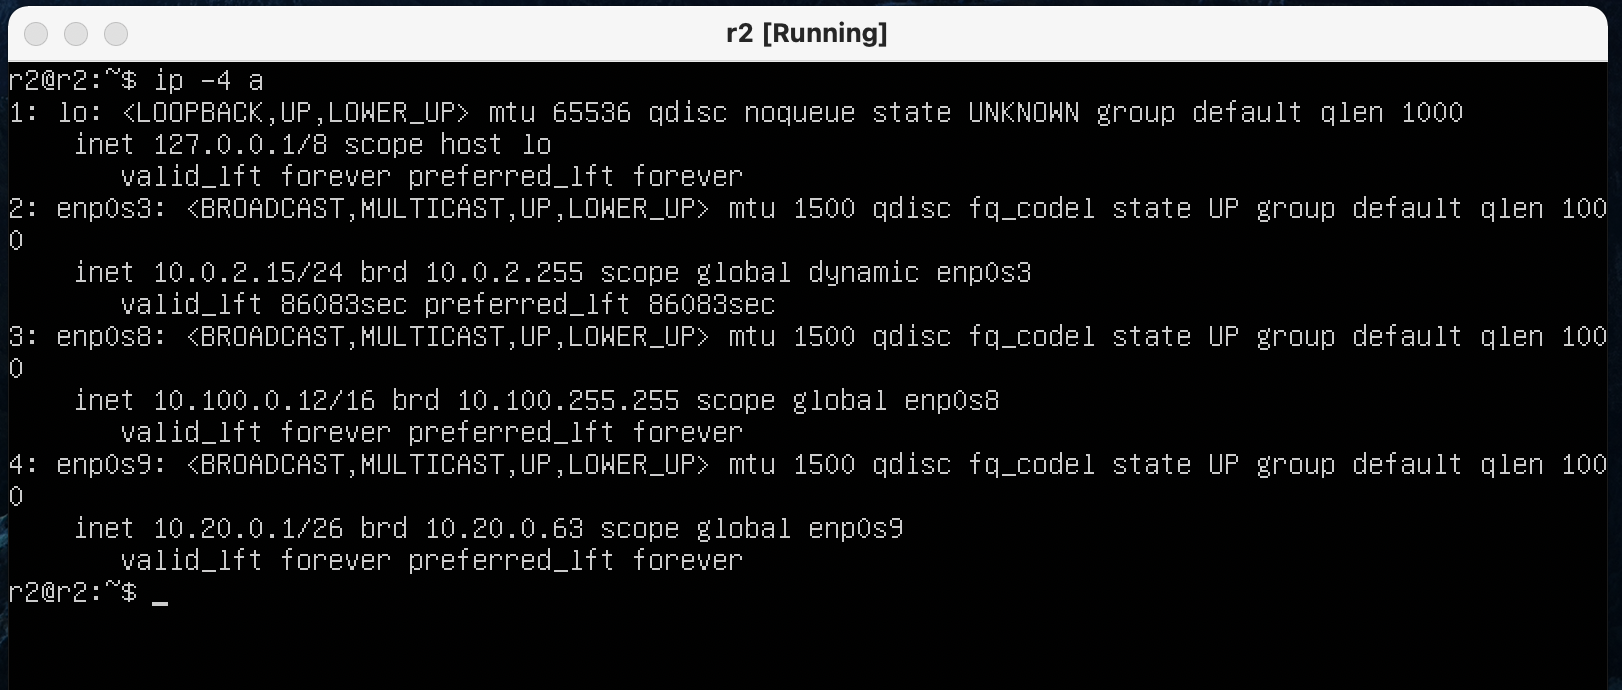 r2 [Running]
r2@r2:~$ ip -4 a
1: lo: <LOOPBACK,UP,LOWER_UP> mtu 65536 qdisc noqueue state UNKNOWN group default qlen 1000
    inet 127.0.0.1/8 scope host lo
       valid_lft forever preferred_lft forever
2: enp0s3: <BROADCAST,MULTICAST,UP,LOWER_UP> mtu 1500 qdisc fq_codel state UP group default qlen 100
0
    inet 10.0.2.15/24 brd 10.0.2.255 scope global dynamic enp0s3
       valid_lft 86083sec preferred_lft 86083sec
3: enp0s8: <BROADCAST,MULTICAST,UP,LOWER_UP> mtu 1500 qdisc fq_codel state UP group default qlen 100
0
    inet 10.100.0.12/16 brd 10.100.255.255 scope global enp0s8
       valid_lft forever preferred_lft forever
4: enp0s9: <BROADCAST,MULTICAST,UP,LOWER_UP> mtu 1500 qdisc fq_codel state UP group default qlen 100
0
    inet 10.20.0.1/26 brd 10.20.0.63 scope global enp0s9
       valid_lft forever preferred_lft forever
r2@r2:~$ _